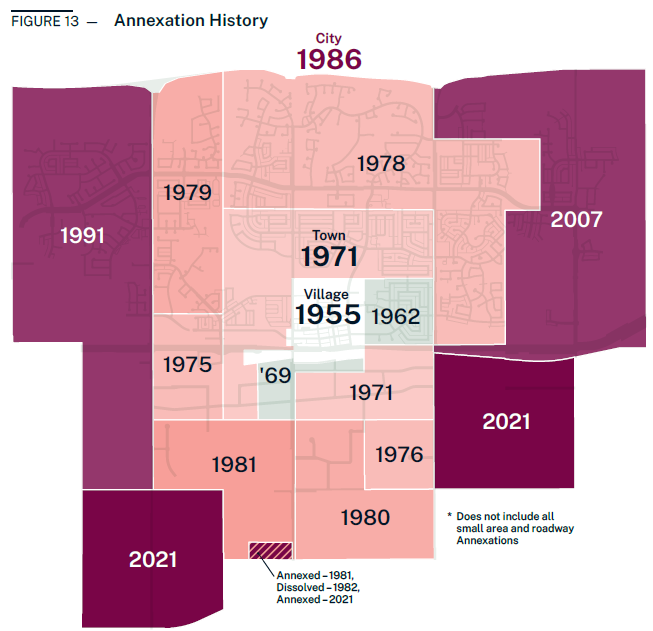 FIGURE 13 — Annexation History
City
1986
1978
1979
1991
2007
Town
1971
Village
1955
1962
1975
'69
1971
2021
1976
1981
1980
* Does not include all
small area and roadway
Annexations
2021
Annexed – 1981,
Dissolved – 1982,
Annexed – 2021